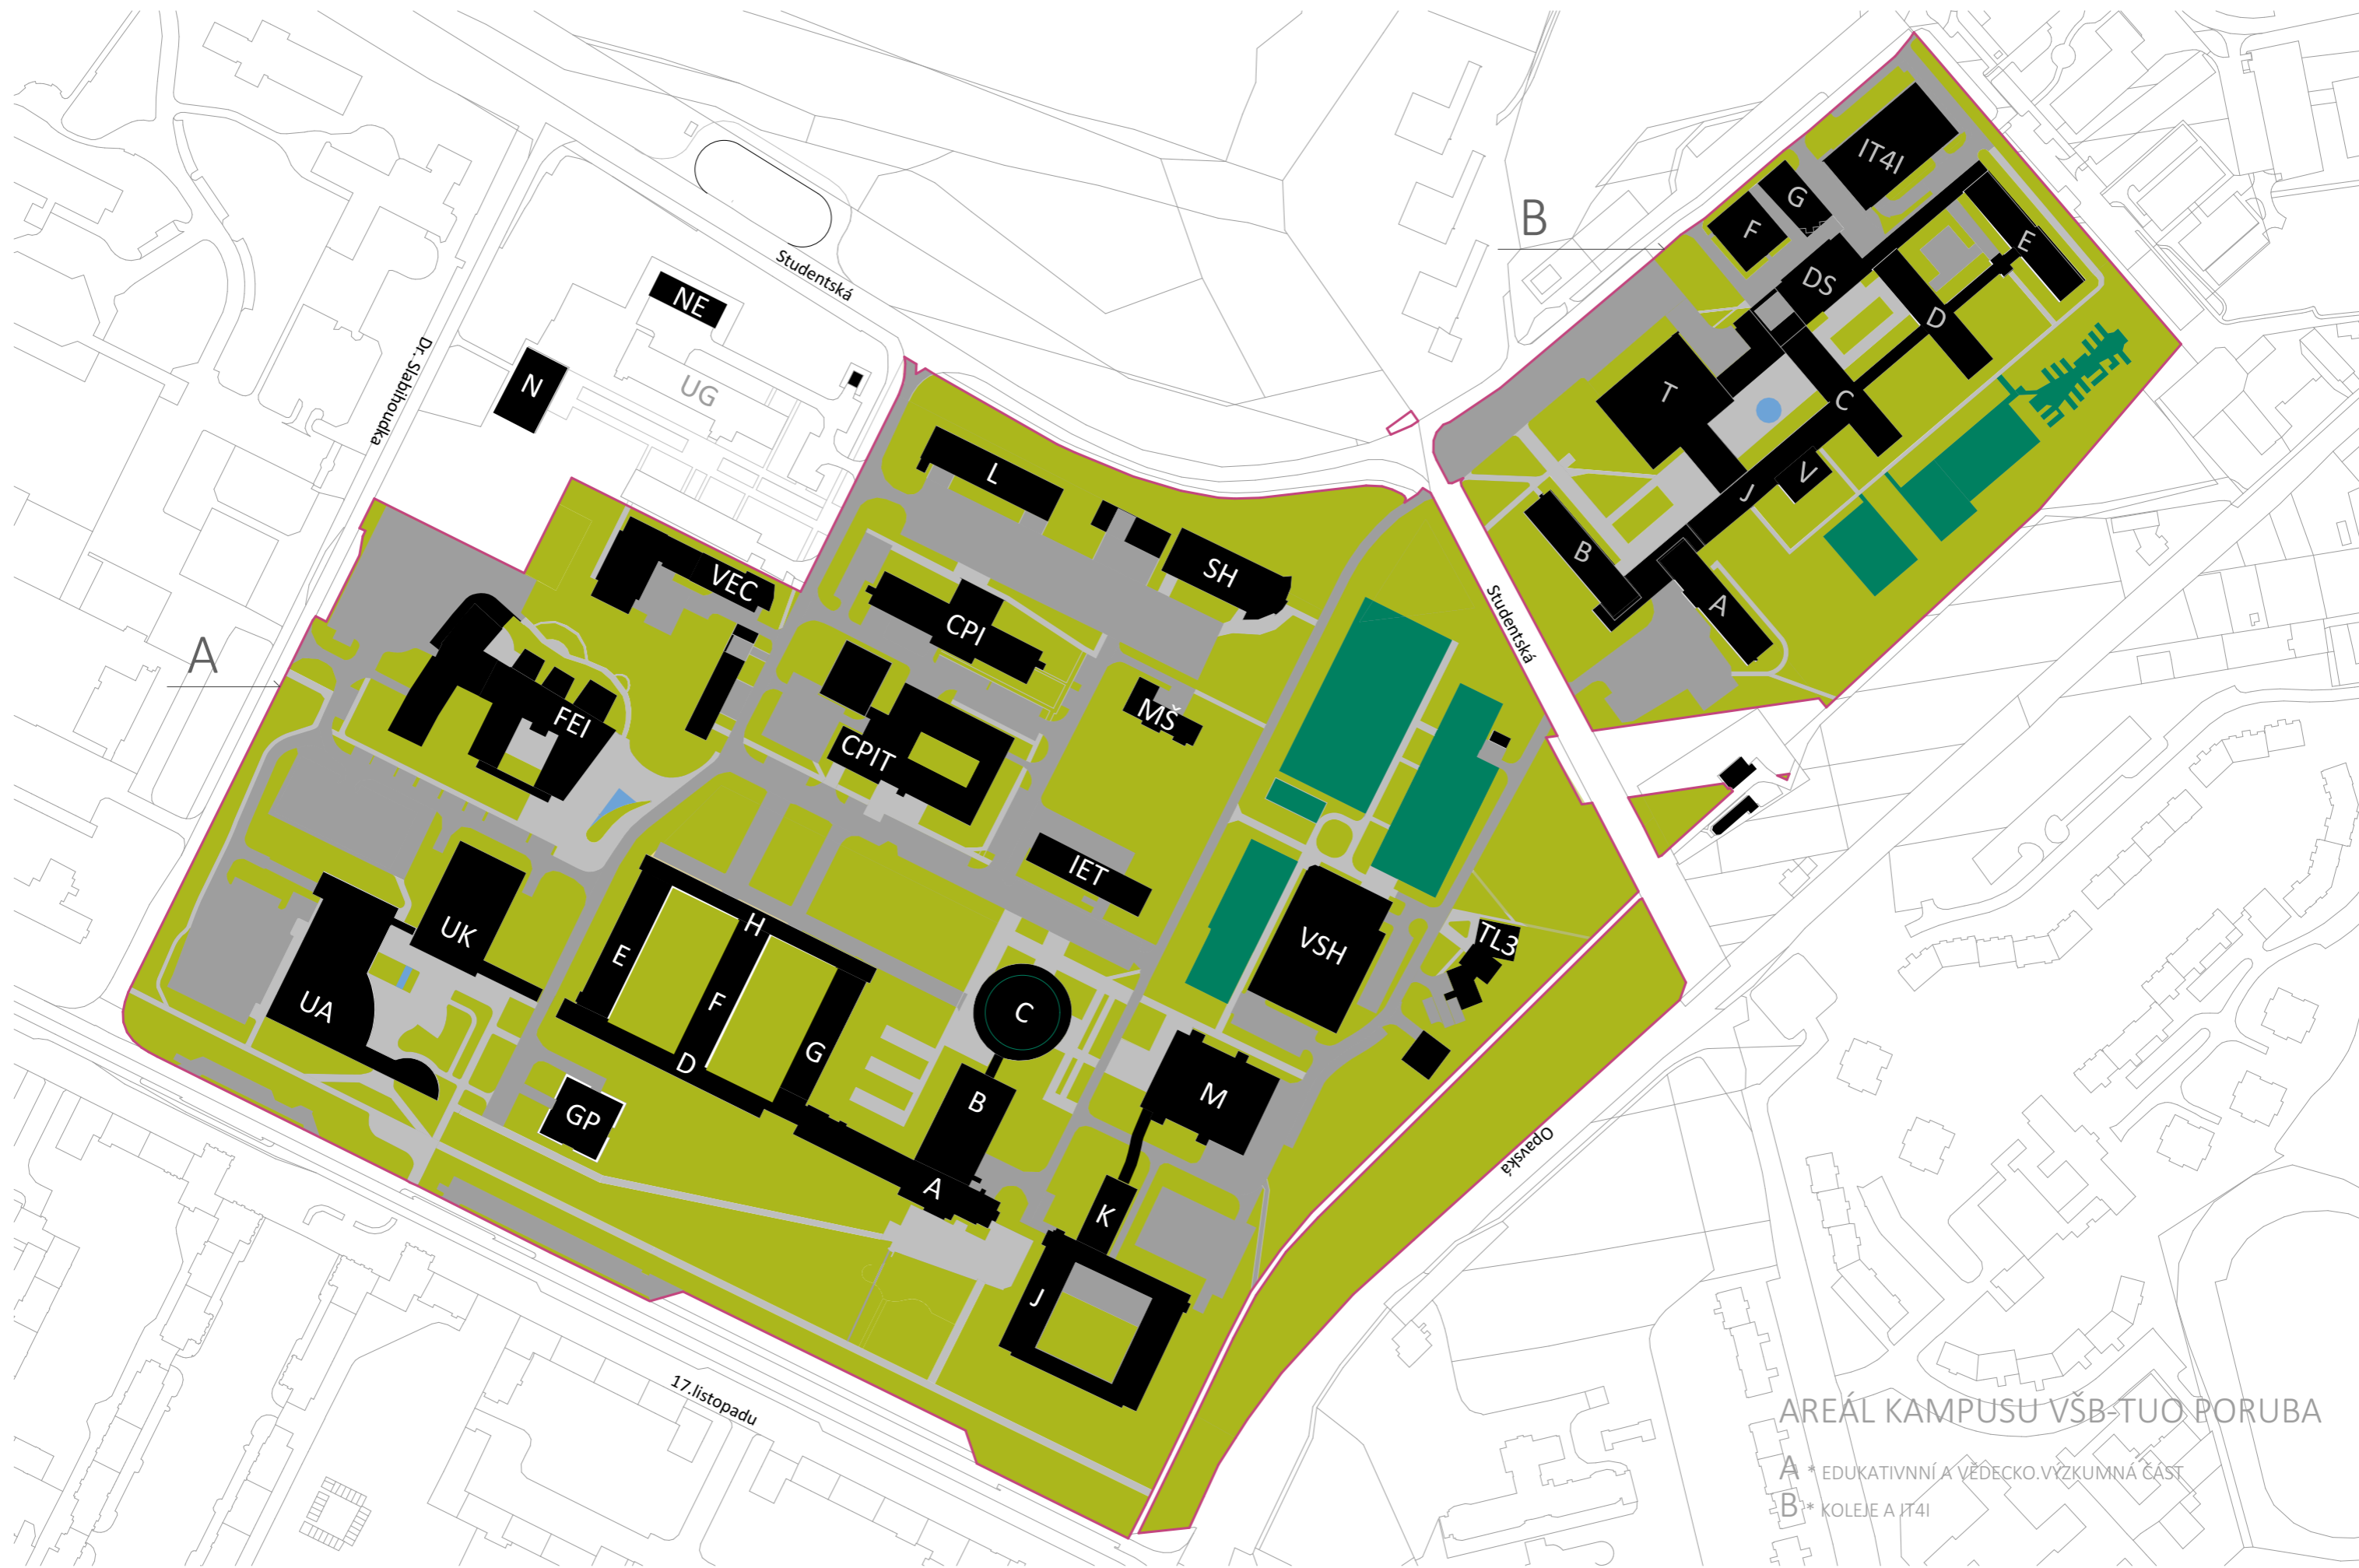 IT4I
G
F
B
E
DS
Studentská
NE
D
Dr. Slabihoudka
N
UG
T
C
L
V
J
B
SH
VEC
A
Studentská
CPI
A
MŠ
FEI
CPIT
IET
UK
H
E
VSH
TL3
F
UA
C
G
D
B
M
GP
A
K
Opavská
J
17.listopadu
AREÁL KAMPUSU VŠB-TUO PORUBA
A * EDUKATIVNNÍ A VĚDECKO.VÝZKUMNÁ ČÁST
B * KOLEJE A IT4I